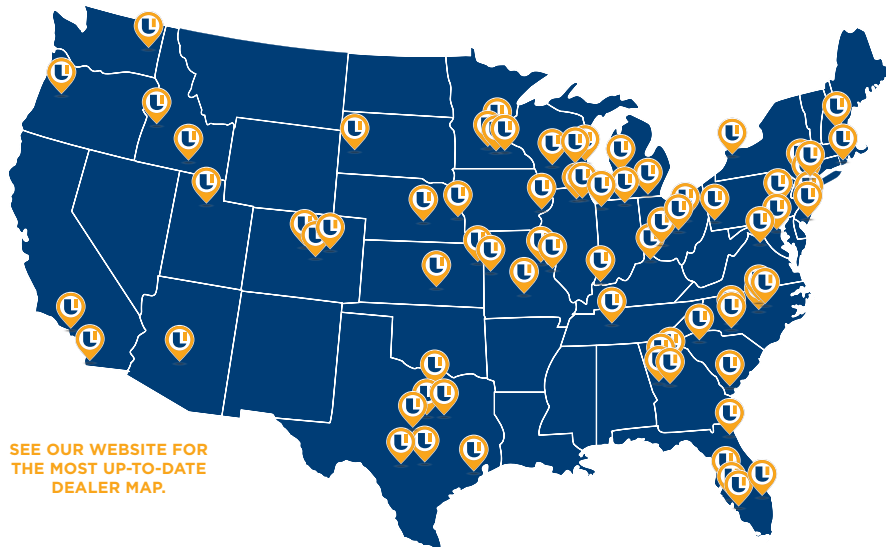 SEE OUR WEBSITE FOR
THE MOST UP-TO-DATE
DEALER MAP.